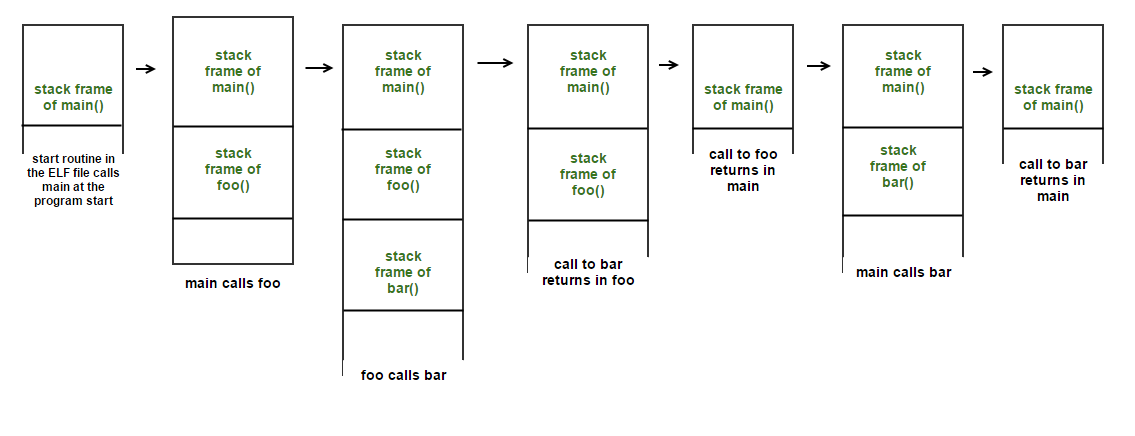 stack frame
of main()
start routine in
the ELF file calls
main at the
program start
stack
frame of
main()
stack
frame of
foo()
main calls foo
stack
frame of
main()
stack
frame of
foo()
stack
frame of
bar()
foo calls bar
stack
frame of
main()
stack
frame of
foo()
call to bar
returns in foo
stack frame
of main()
call to foo
returns in
main
stack
frame of
main()
stack
frame of
bar()
main calls bar
stack frame
of main()
call to bar
returns in
main